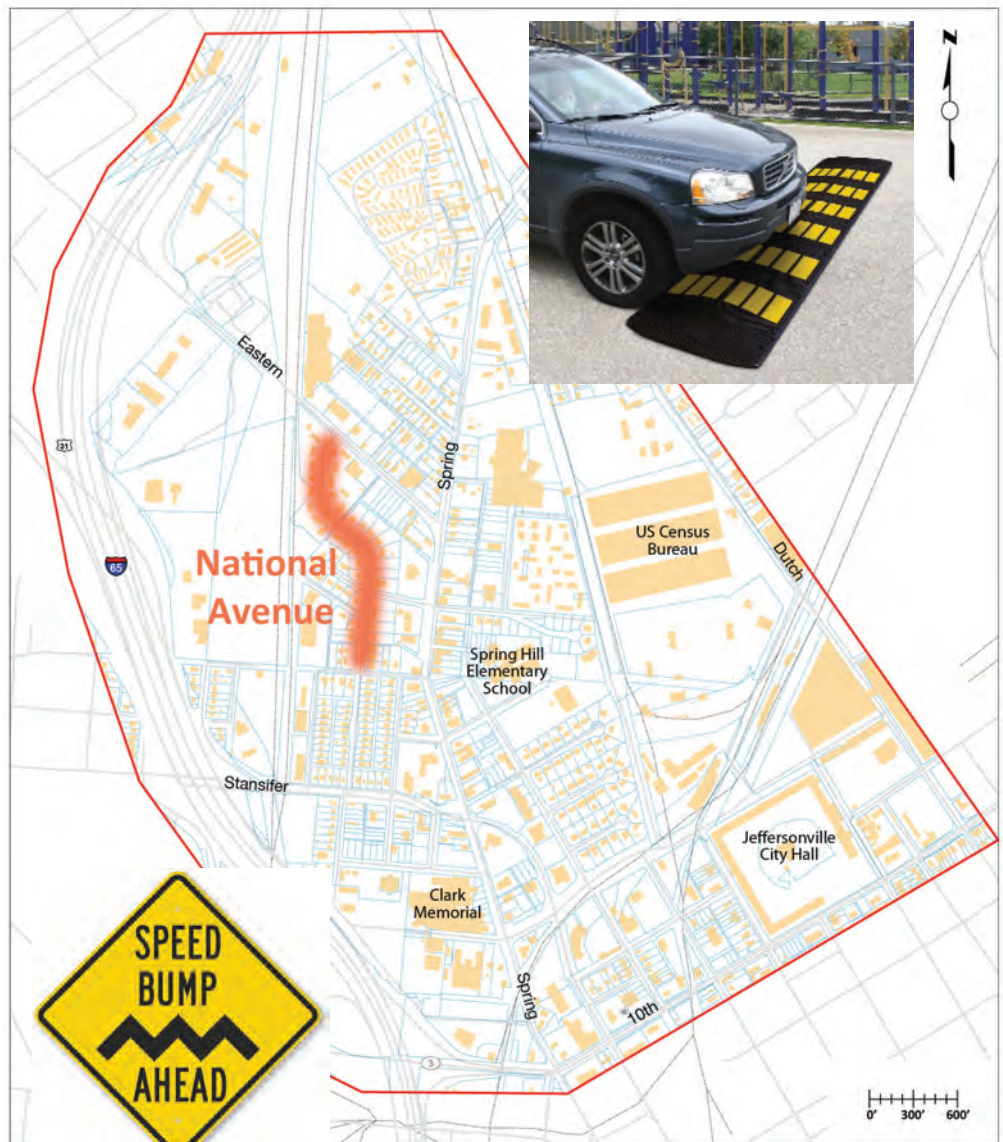 N
Eastern
Spring
31
US Census
Bureau
Dutch
65
National
Avenue
Spring Hill
Elementary
School
Stansifer
Jeffersonville
City Hall
Clark
Memorial
Spring
10th
3
SPEED
BUMP
AHEAD
0' 300' 600'